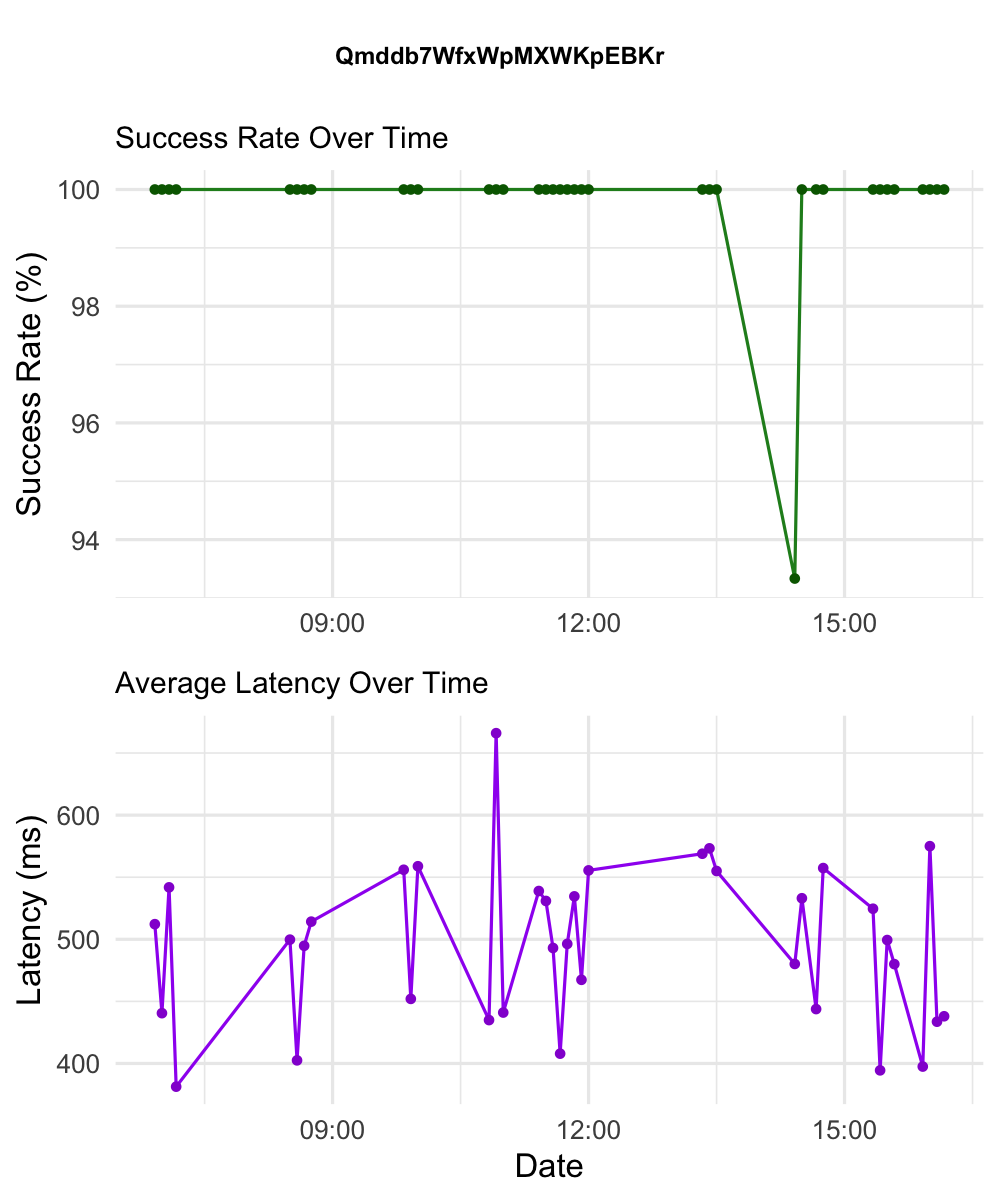 Qmddb7WfxWpMXWKpEBKr
Success Rate Over Time
Success Rate (%)
100
98
96
94
09:00 12:00 15:00
Average Latency Over Time
Latency (ms)
600
500
400
09:00 12:00 15:00
Date